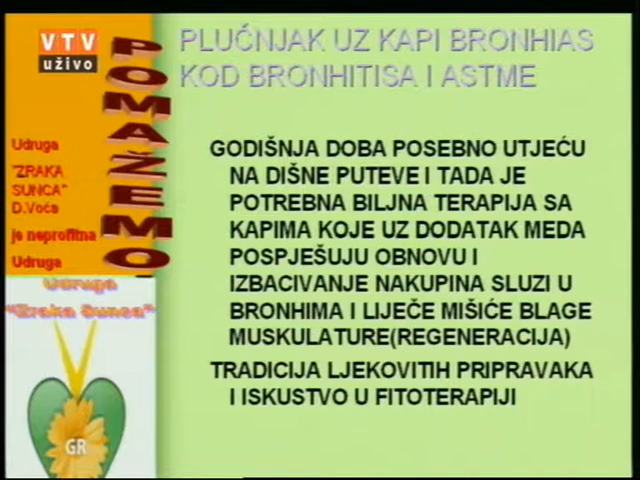 VTV
uživo
POMAŽEMO
Udruga
"ZRAKA
SUNCA"
D.Voća
je neprofitna
Udruga
Udruga
"Zraka Sunca"
GR
PLUĆNJAK UZ KAPI BRONHIAS
KOD BRONHITISA I ASTME
GODIŠNJA DOBA POSEBNO UTJEĆU
NA DIŠNE PUTEVE I TADA JE
POTREBNA BILJNA TERAPIJA SA
KAPIMA KOJE UZ DODATAK MEDA
POSPJEŠUJU OBNOVU I
IZBACIVANJE NAKUPINA SLUZI U
BRONHIMA I LIJEČE MIŠIĆE BLAGE
MUSKULATURE(REGENERACIJA)
TRADICIJA LJEKOVITIH PRIPRAVAKA
I ISKUSTVO U FITOTERAPIJI